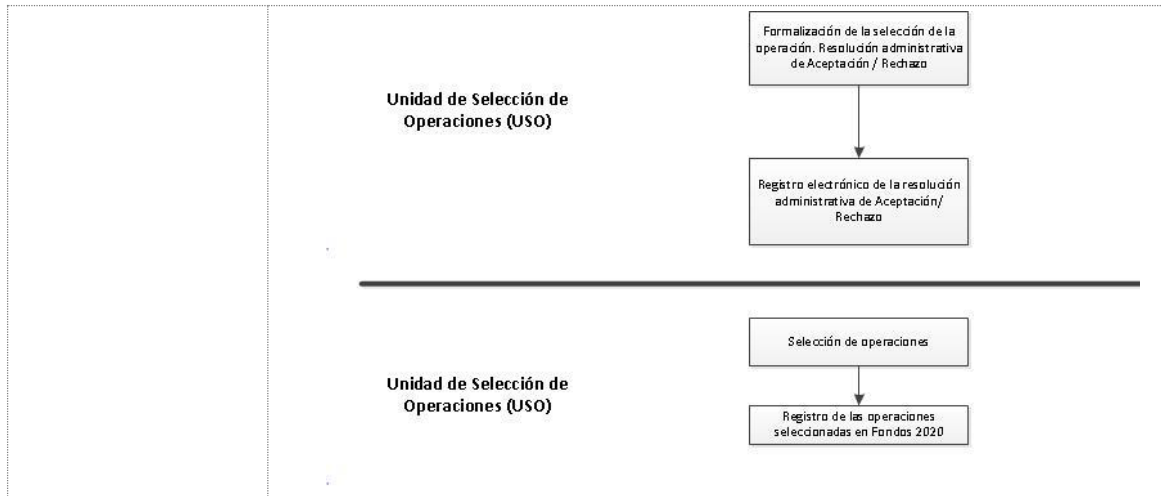 Formalización de la selección de la
operación. Resolución administrativa
de Aceptación / Rechazo
Unidad de Selección de
Operaciones (USO)
Registro electrónico de la resolución
administrativa de Aceptación/
Rechazo
Selección de operaciones
Unidad de Selección de
Operaciones (USO)
Registro de las operaciones
seleccionadas en Fondos 2020